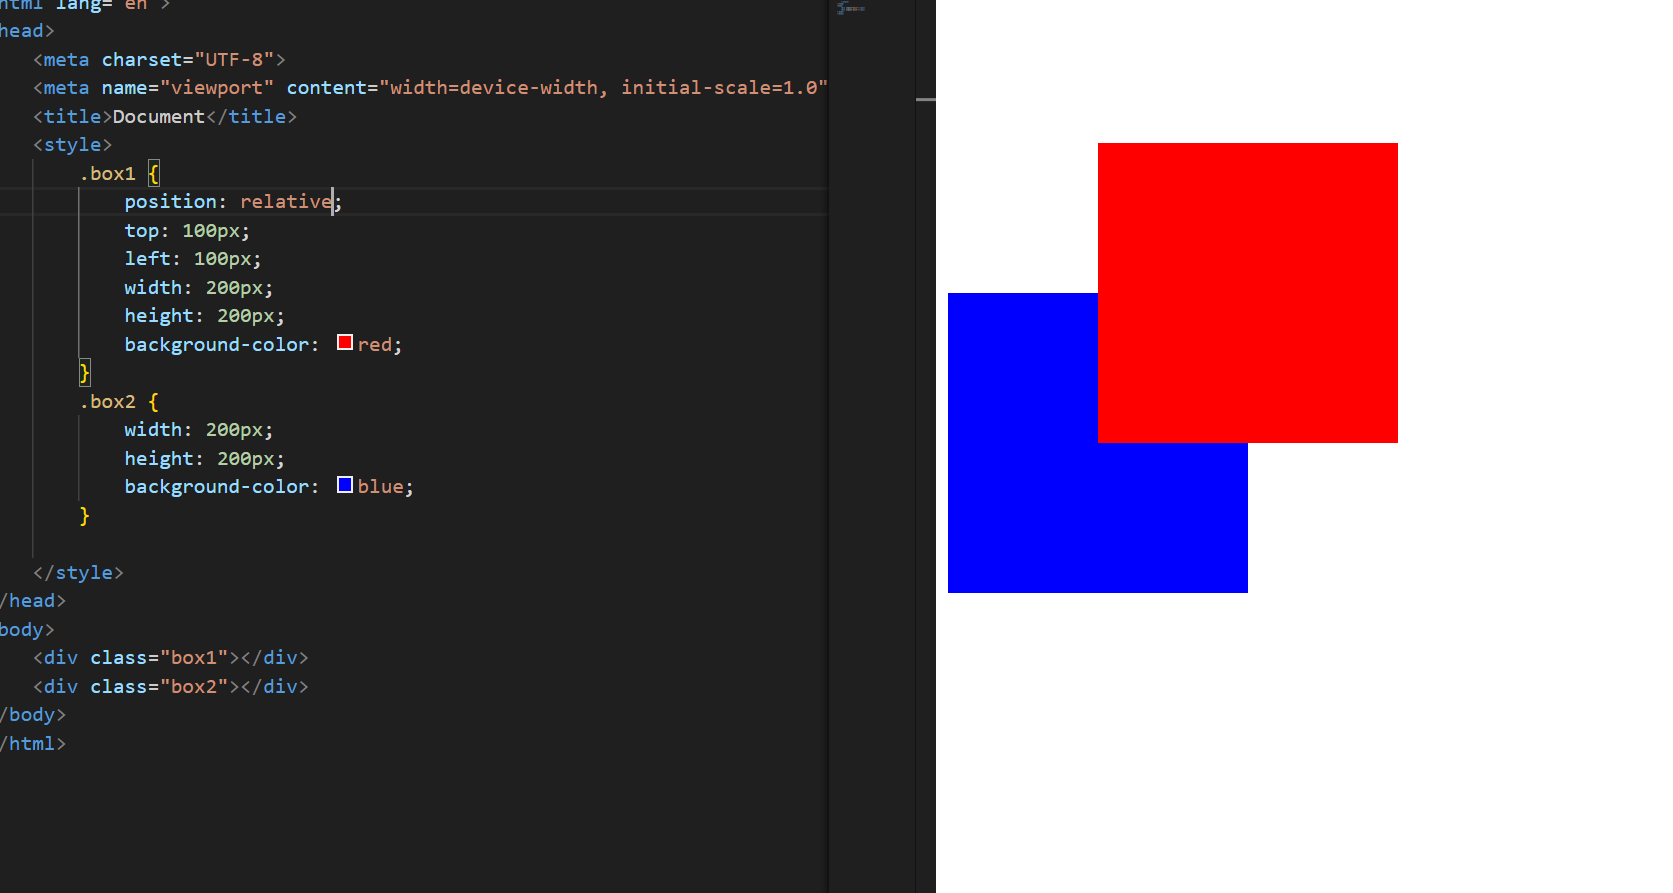 html lang="en">
head>
<meta charset="UTF-8">
<meta name="viewport" content="width=device-width, initial-scale=1.0"
<title>Document</title>
<style>
.box1 {
position: relative;
top: 100px;
left: 100px;
width: 200px;
height: 200px;
background-color: red;
}
.box2 {
width: 200px;
height: 200px;
background-color: blue;
}
</style>
/head>
body>
<div class="box1"></div>
<div class="box2"></div>
/body>
/html>